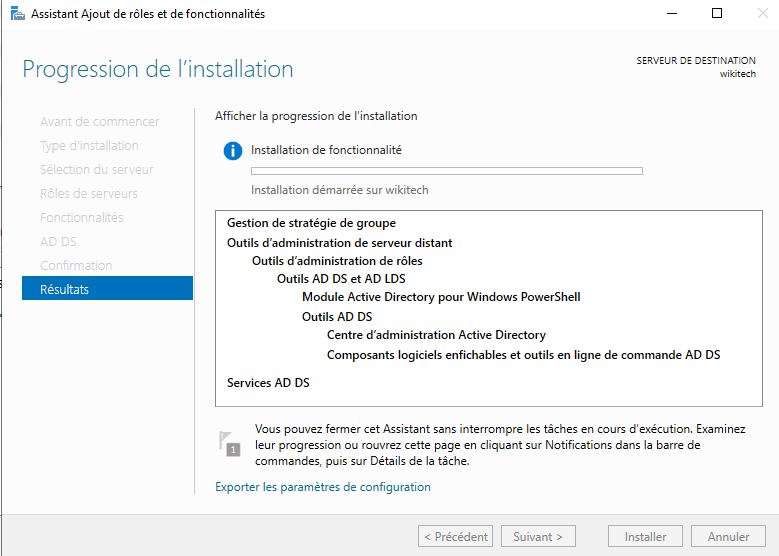 Assistant Ajout de rôles et de fonctionnalités
Progression de l'installation
SERVEUR DE DESTINATION
wikitech
Avant de commencer
Type d'installation
Sélection du serveur
Rôles de serveurs
Fonctionnalités
AD DS
Confirmation
Résultats
Afficher la progression de l'installation
Installation de fonctionnalité
Installation démarrée sur wikitech
Gestion de stratégie de groupe
Outils d'administration de serveur distant
Outils d'administration de rôles
Outils AD DS et AD LDS
Module Active Directory pour Windows PowerShell
Outils AD DS
Centre d'administration Active Directory
Composants logiciels enfichables et outils en ligne de commande AD DS
Services AD DS
1
Vous pouvez fermer cet Assistant sans interrompre les tâches en cours d'exécution. Examinez
leur progression ou rouvrez cette page en cliquant sur Notifications dans la barre de
commandes, puis sur Détails de la tâche.
Exporter les paramètres de configuration
< Précédent
Suivant >
Installer
Annuler